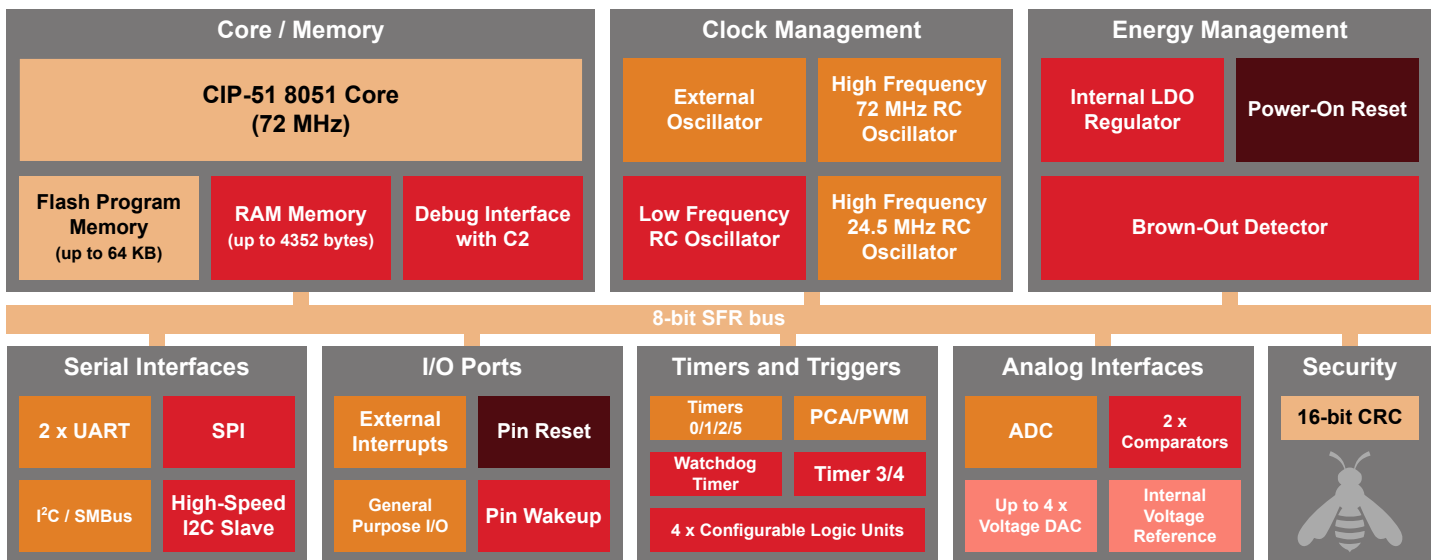 Core / Memory
CIP-51 8051 Core
(72 MHz)
Flash Program
Memory
(up to 64 KB)
RAM Memory
(up to 4352 bytes)
Debug Interface
with C2
Clock Management
External
Oscillator
High Frequency
72 MHz RC
Oscillator
Low Frequency
RC Oscillator
High Frequency
24.5 MHz RC
Oscillator
Energy Management
Internal LDO
Regulator
Power-On Reset
Brown-Out Detector
8-bit SFR bus
Serial Interfaces
2 x UART
SPI
I²C / SMBus
High-Speed
I2C Slave
I/O Ports
External
Interrupts
Pin Reset
General
Purpose I/O
Pin Wakeup
Timers and Triggers
Timers
0/1/2/5
PCA/PWM
Watchdog
Timer
Timer 3/4
4 x Configurable Logic Units
Analog Interfaces
ADC
2 x
Comparators
Up to 4 x
Voltage DAC
Internal
Voltage
Reference
Security
16-bit CRC